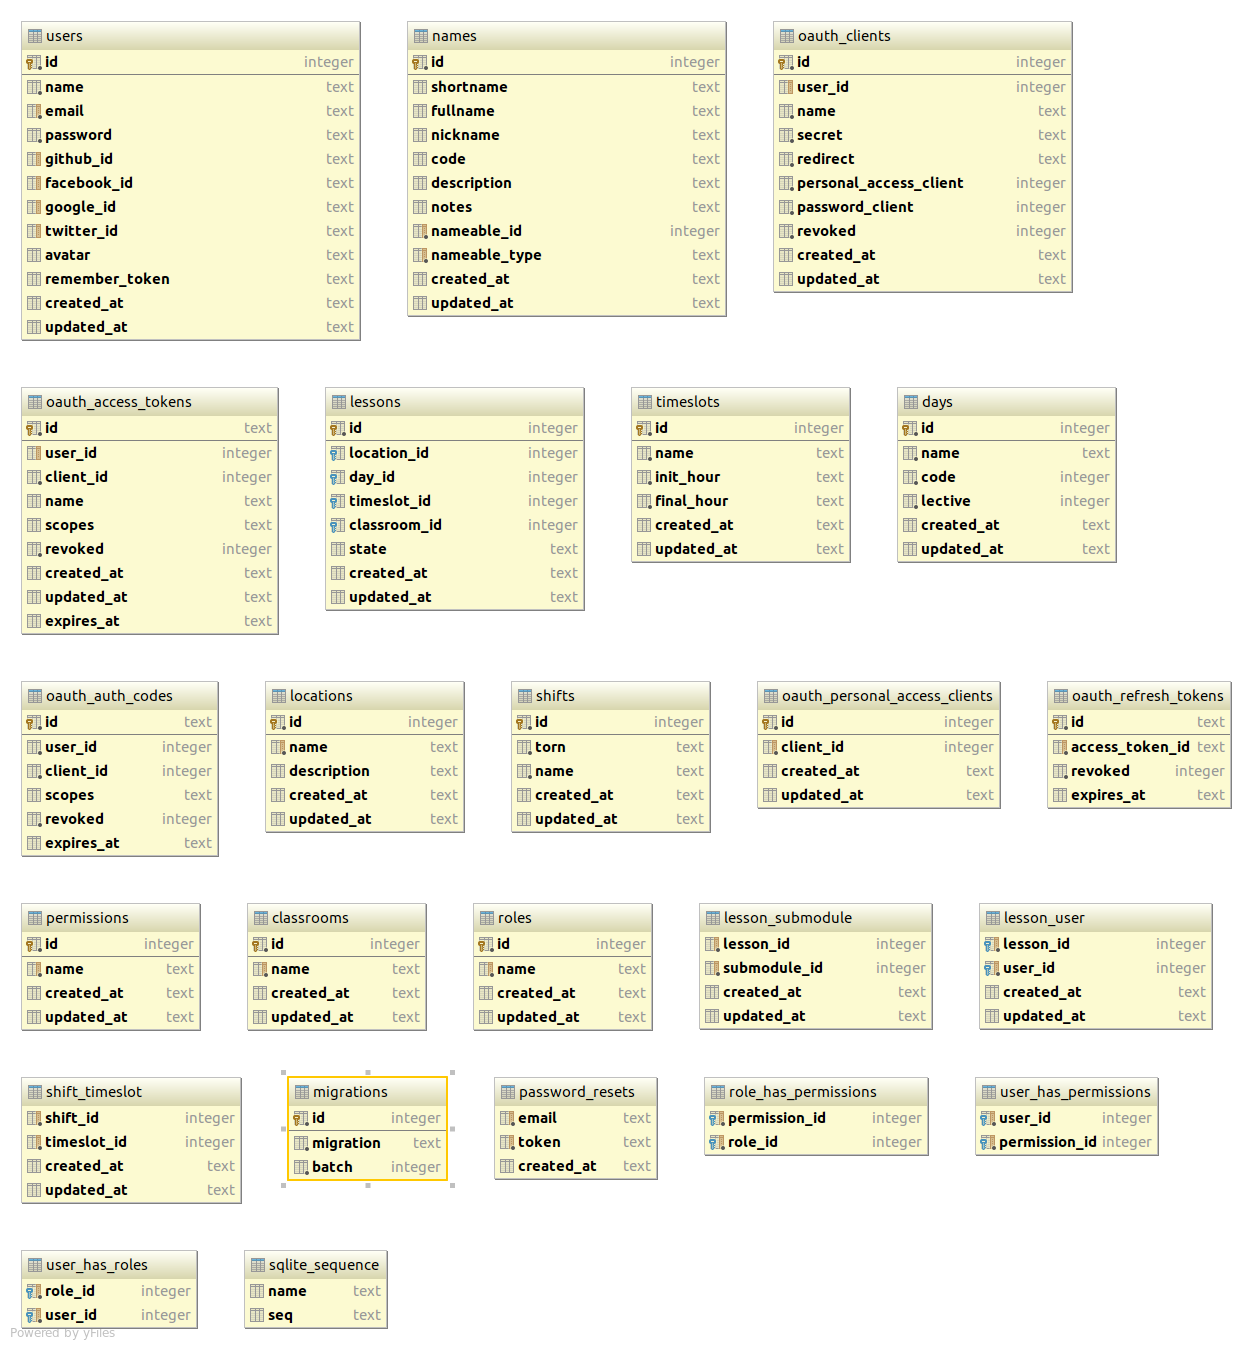 users
id integer
name text
email text
password text
github_id text
facebook_id text
google_id text
twitter_id text
avatar text
remember_token text
created_at text
updated_at text
names
id integer
shortname text
fullname text
nickname text
code text
description text
notes text
nameable_id integer
nameable_type text
created_at text
updated_at text
oauth_clients
id integer
user_id integer
name text
secret text
redirect text
personal_access_client integer
password_client integer
revoked integer
created_at text
updated_at text
oauth_access_tokens
id text
user_id integer
client_id integer
name text
scopes text
revoked integer
created_at text
updated_at text
expires_at text
lessons
id integer
location_id integer
day_id integer
timeslot_id integer
classroom_id integer
state text
created_at text
updated_at text
timeslots
id integer
name text
init_hour text
final_hour text
created_at text
updated_at text
days
id integer
name text
code integer
lective integer
created_at text
updated_at text
oauth_auth_codes
id text
user_id integer
client_id integer
scopes text
revoked integer
expires_at text
locations
id integer
name text
description text
created_at text
updated_at text
shifts
id integer
torn text
name text
created_at text
updated_at text
oauth_personal_access_clients
id integer
client_id integer
created_at text
updated_at text
oauth_refresh_tokens
id text
access_token_id text
revoked integer
expires_at text
permissions
id integer
name text
created_at text
updated_at text
classrooms
id integer
name text
created_at text
updated_at text
roles
id integer
name text
created_at text
updated_at text
lesson_submodule
lesson_id integer
submodule_id integer
created_at text
updated_at text
lesson_user
lesson_id integer
user_id integer
created_at text
updated_at text
shift_timeslot
shift_id integer
timeslot_id integer
created_at text
updated_at text
migrations
id integer
migration text
batch integer
password_resets
email text
token text
created_at text
role_has_permissions
permission_id integer
role_id integer
user_has_permissions
user_id integer
permission_id integer
user_has_roles
role_id integer
user_id integer
sqlite_sequence
name text
seq text
Powered by yFiles